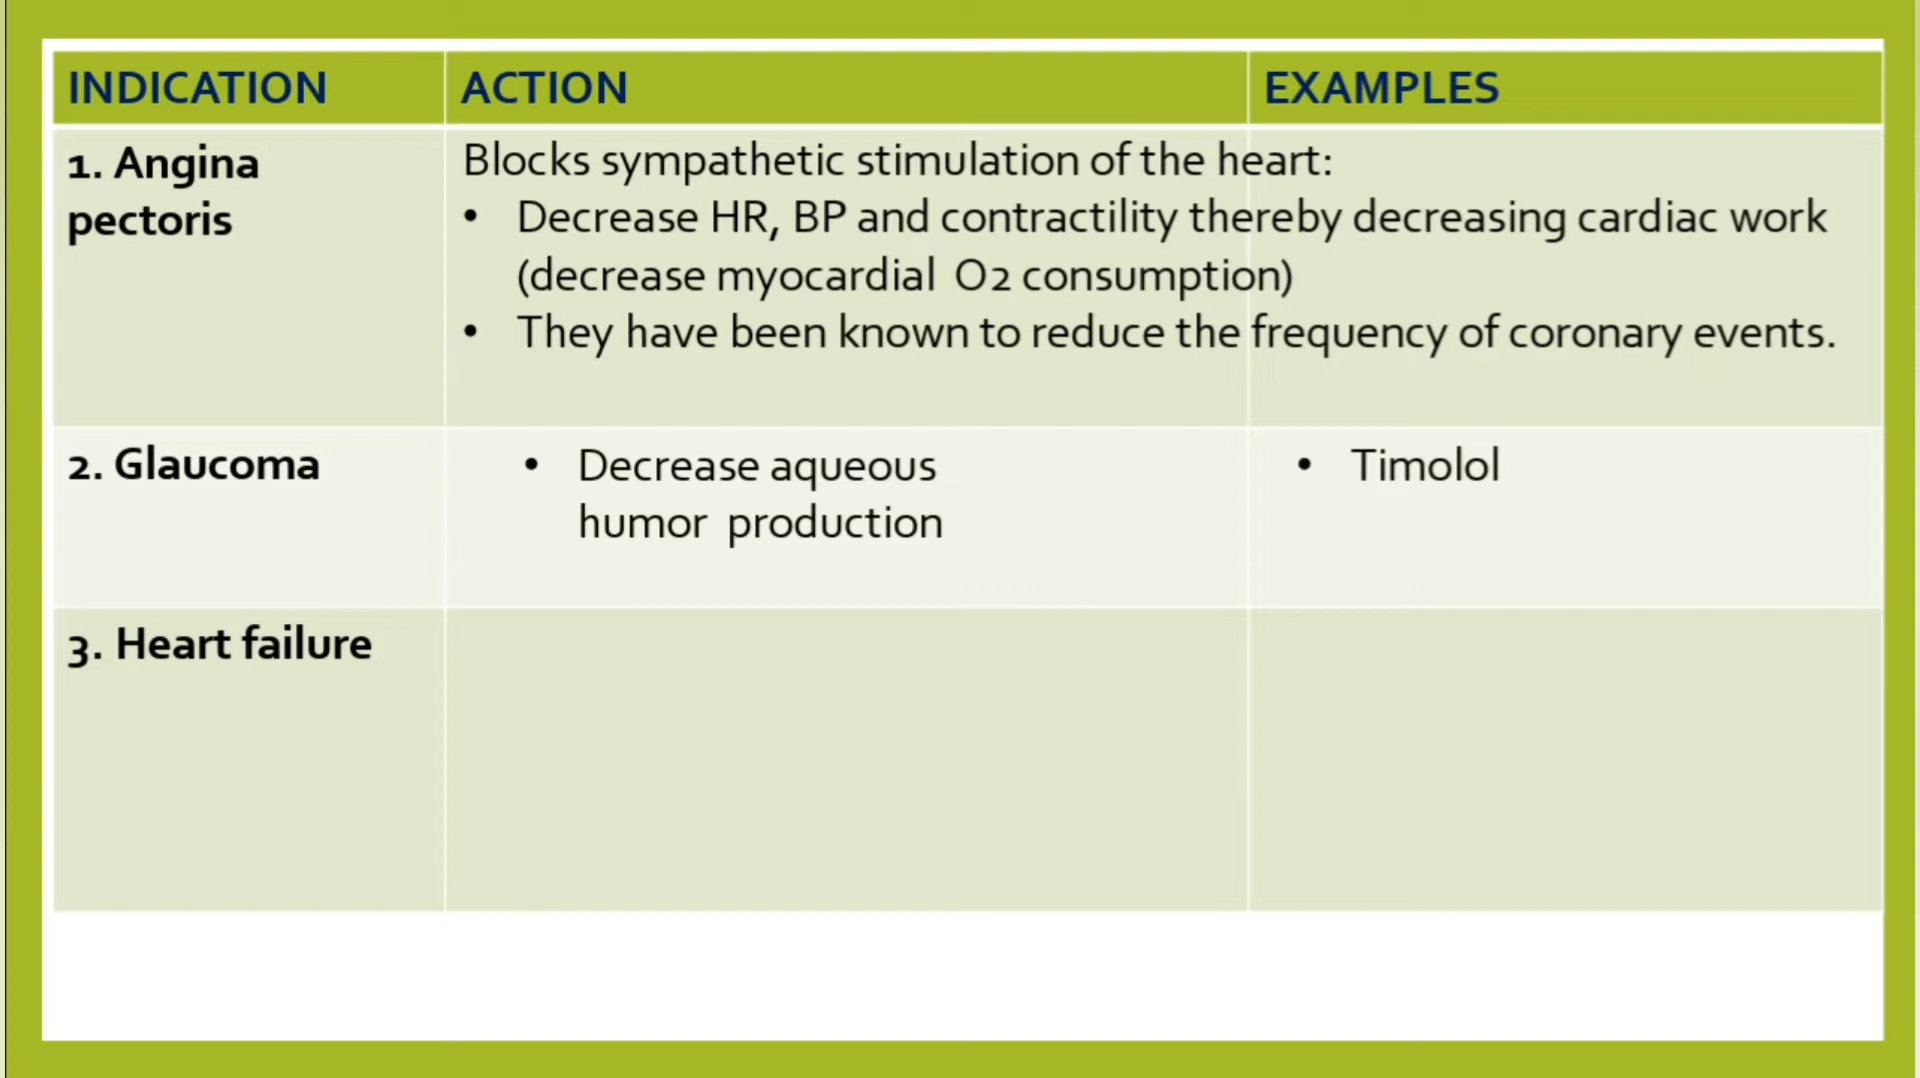 INDICATION ACTION EXAMPLES
1. Angina
pectoris
Blocks sympathetic stimulation of the heart:
• Decrease HR, BP and contractility thereby decreasing cardiac work
(decrease myocardial O2 consumption)
• They have been known to reduce the frequency of coronary events.
2. Glaucoma
• Decrease aqueous
humor production
• Timolol
3. Heart failure